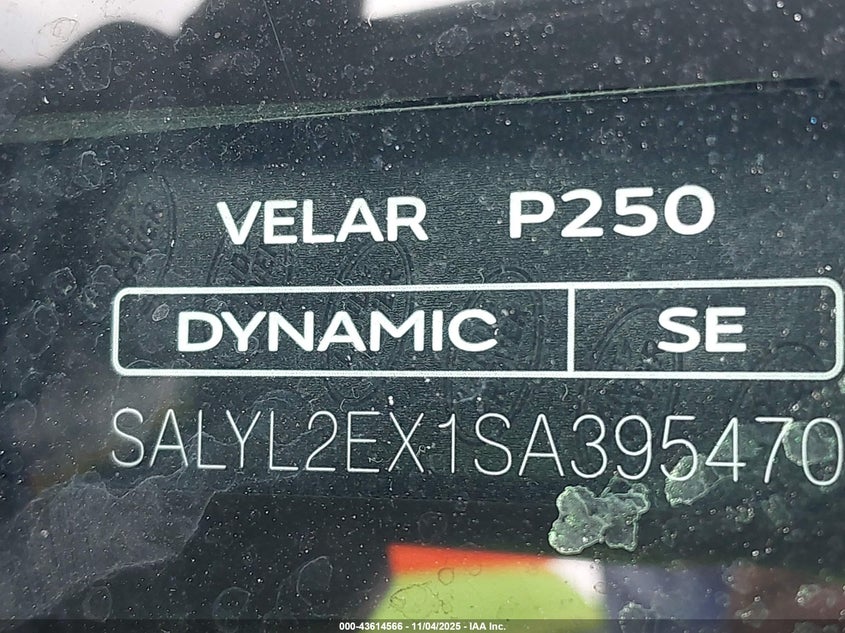 VELAR P250
DYNAMIC SE
SALYL2EX1SA395470
000-43614566 - 11/04/2025 - IAA Inc.